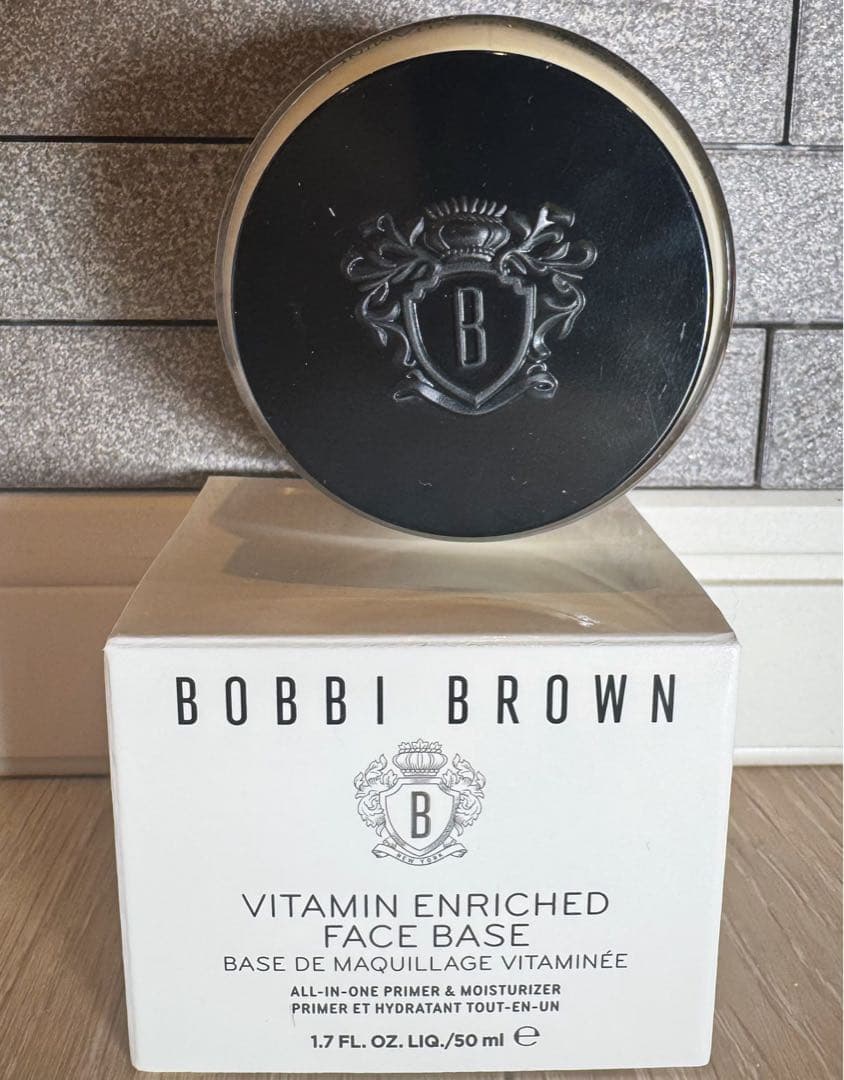 B
BOBBI BROWN
B
NEW YORK
VITAMIN ENRICHED
FACE BASE
BASE DE MAQUILLAGE VITAMINÉE
ALL-IN-ONE PRIMER & MOISTURIZER
PRIMER ET HYDRATANT TOUT-EN-UN
1.7 FL. OZ. LIQ./50 ml ℮